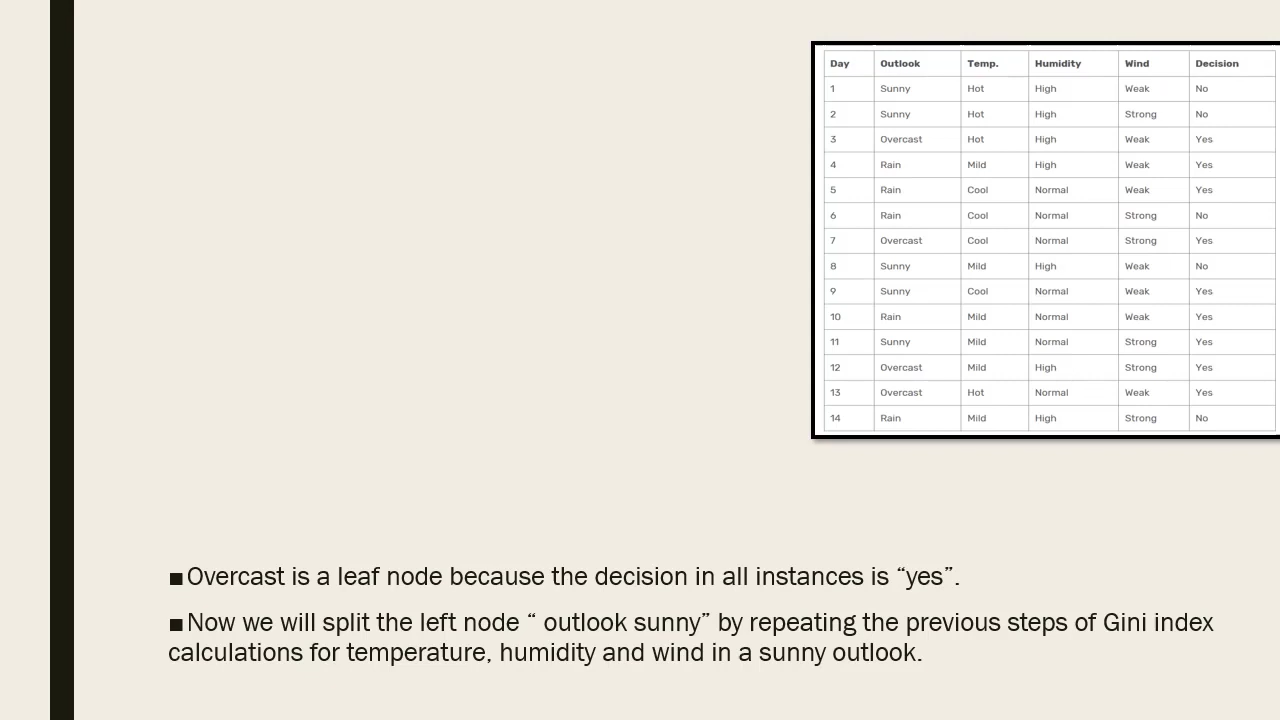 Day Outlook Temp. Humidity Wind Decision
1 Sunny Hot High Weak No
2 Sunny Hot High Strong No
3 Overcast Hot High Weak Yes
4 Rain Mild High Weak Yes
5 Rain Cool Normal Weak Yes
6 Rain Cool Normal Strong No
7 Overcast Cool Normal Strong Yes
8 Sunny Mild High Weak No
9 Sunny Cool Normal Weak Yes
10 Rain Mild Normal Weak Yes
11 Sunny Mild Normal Strong Yes
12 Overcast Mild High Strong Yes
13 Overcast Hot Normal Weak Yes
14 Rain Mild High Strong No
■Overcast is a leaf node because the decision in all instances is “yes”.
■Now we will split the left node “ outlook sunny” by repeating the previous steps of Gini index
calculations for temperature, humidity and wind in a sunny outlook.